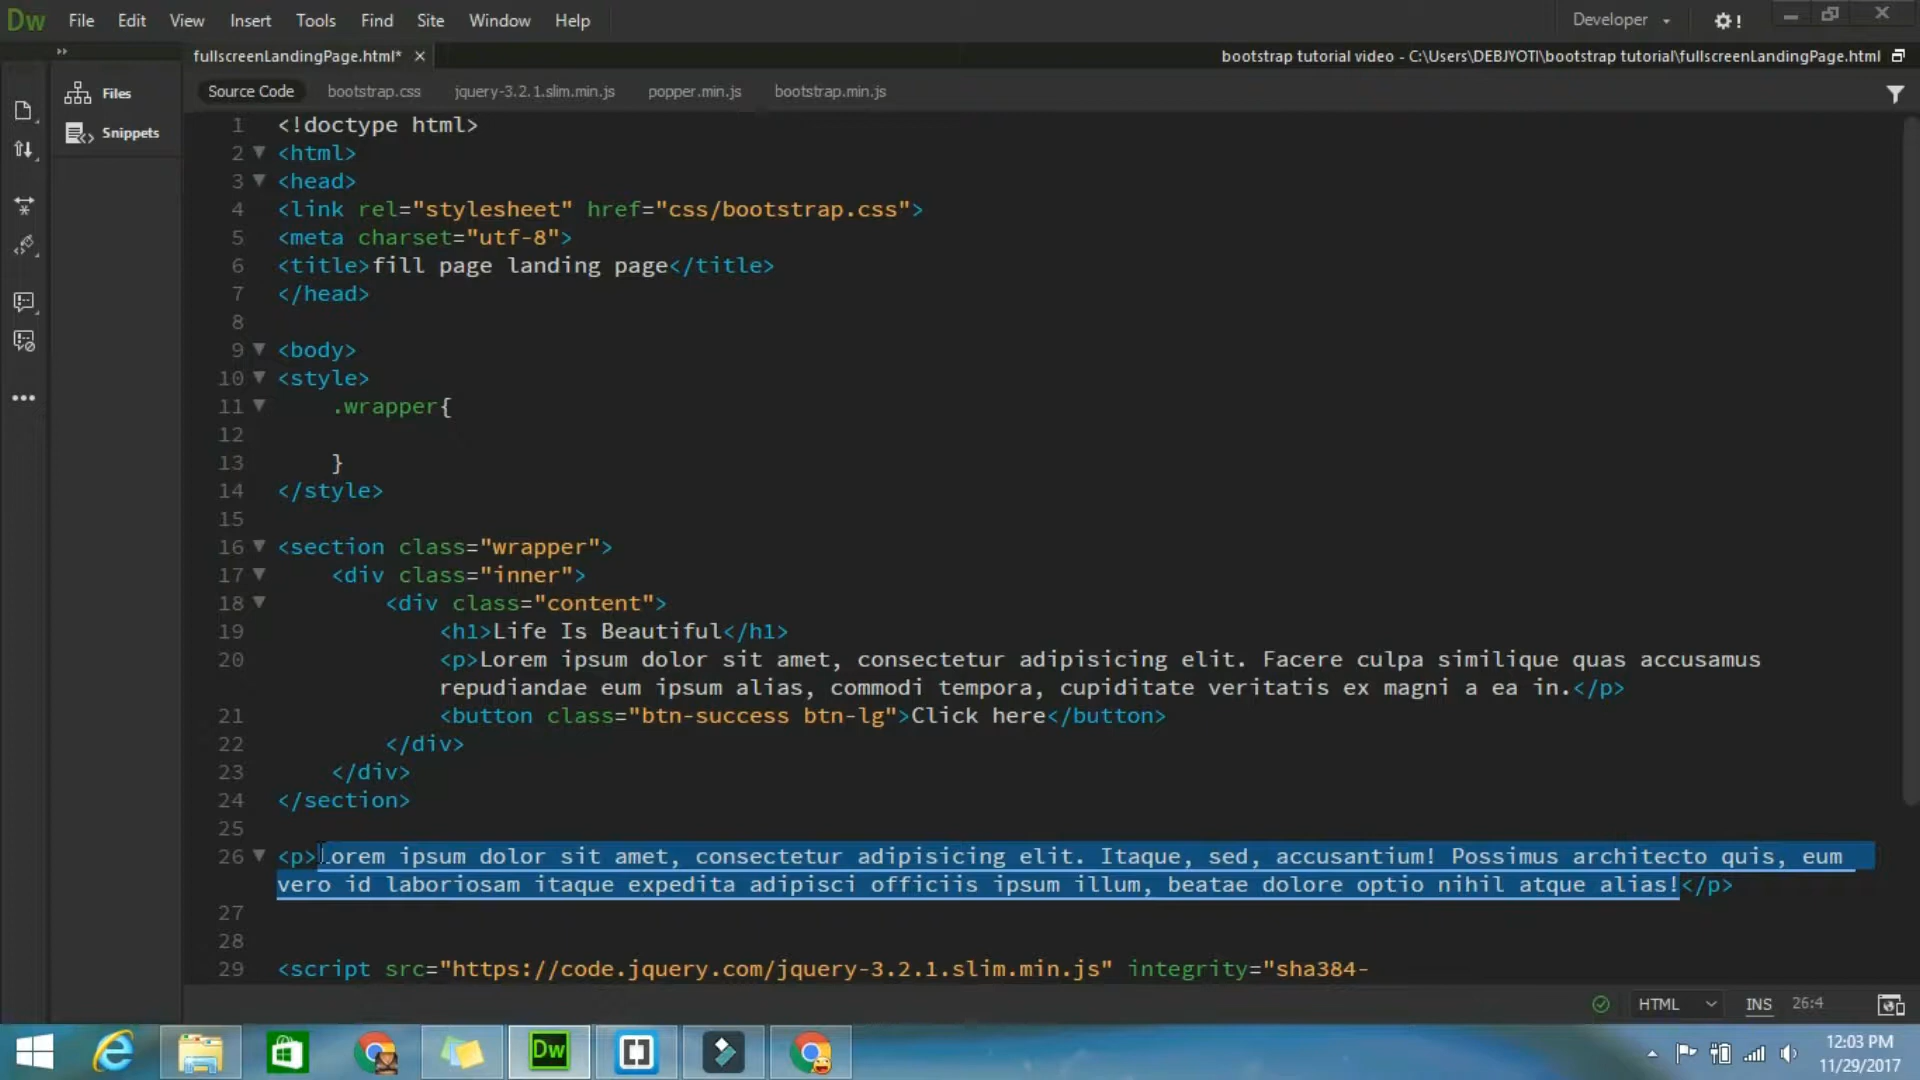 Dw File Edit View Insert Tools Find Site Window Help Developer !
fullscreenLandingPage.html* bootstrap tutorial video - C:\Users\DEBJYOTI\bootstrap tutorial\fullscreenLandingPage.html
Files
Snippets
Source Code bootstrap.css jquery-3.2.1.slim.min.js popper.min.js bootstrap.min.js
1 <!doctype html>
2 <html>
3 <head>
4 <link rel="stylesheet" href="css/bootstrap.css">
5 <meta charset="utf-8">
6 <title>fill page landing page</title>
7 </head>
8
9 <body>
10 <style>
11 .wrapper{
12
13 }
14 </style>
15
16 <section class="wrapper">
17 <div class="inner">
18 <div class="content">
19 <h1>Life Is Beautiful</h1>
20 <p>Lorem ipsum dolor sit amet, consectetur adipisicing elit. Facere culpa similique quas accusamus
repudiandae eum ipsum alias, commodi tempora, cupiditate veritatis ex magni a ea in.</p>
21 <button class="btn-success btn-lg">Click here</button>
22 </div>
23 </div>
24 </section>
25
26 <p>Lorem ipsum dolor sit amet, consectetur adipisicing elit. Itaque, sed, accusantium! Possimus architecto quis, eum
vero id laboriosam itaque expedita adipisci officiis ipsum illum, beatae dolore optio nihil atque alias!</p>
27
28
29 <script src="https://code.jquery.com/jquery-3.2.1.slim.min.js" integrity="sha384-
HTML INS 26:4
Dw
12:03 PM
11/29/2017